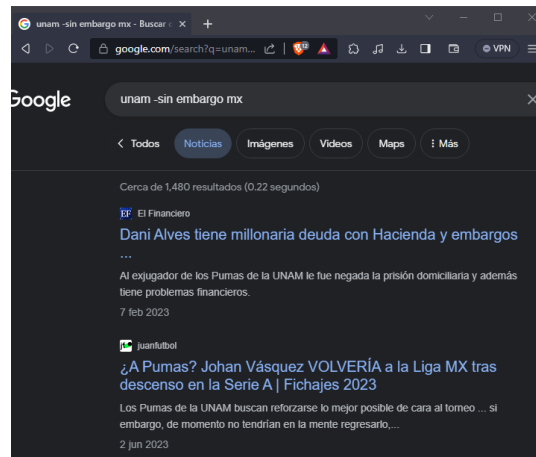 unam -sin embargo mx - Buscar
google.com/search?q=unam...
VPN
Google
unam -sin embargo mx
Todos
Noticias
Imágenes
Videos
Maps
Más
Cerca de 1,480 resultados (0.22 segundos)
EF El Financiero
Dani Alves tiene millonaria deuda con Hacienda y embargos
...
Al exjugador de los Pumas de la UNAM le fue negada la prisión domiciliaria y además
tiene problemas financieros.
7 feb 2023
juanfutbol
¿A Pumas? Johan Vásquez VOLVERÍA a la Liga MX tras
descenso en la Serie A | Fichajes 2023
Los Pumas de la UNAM buscan reforzarse lo mejor posible de cara al torneo ... si
embargo, de momento no tendrían en la mente regresarlo,...
2 jun 2023